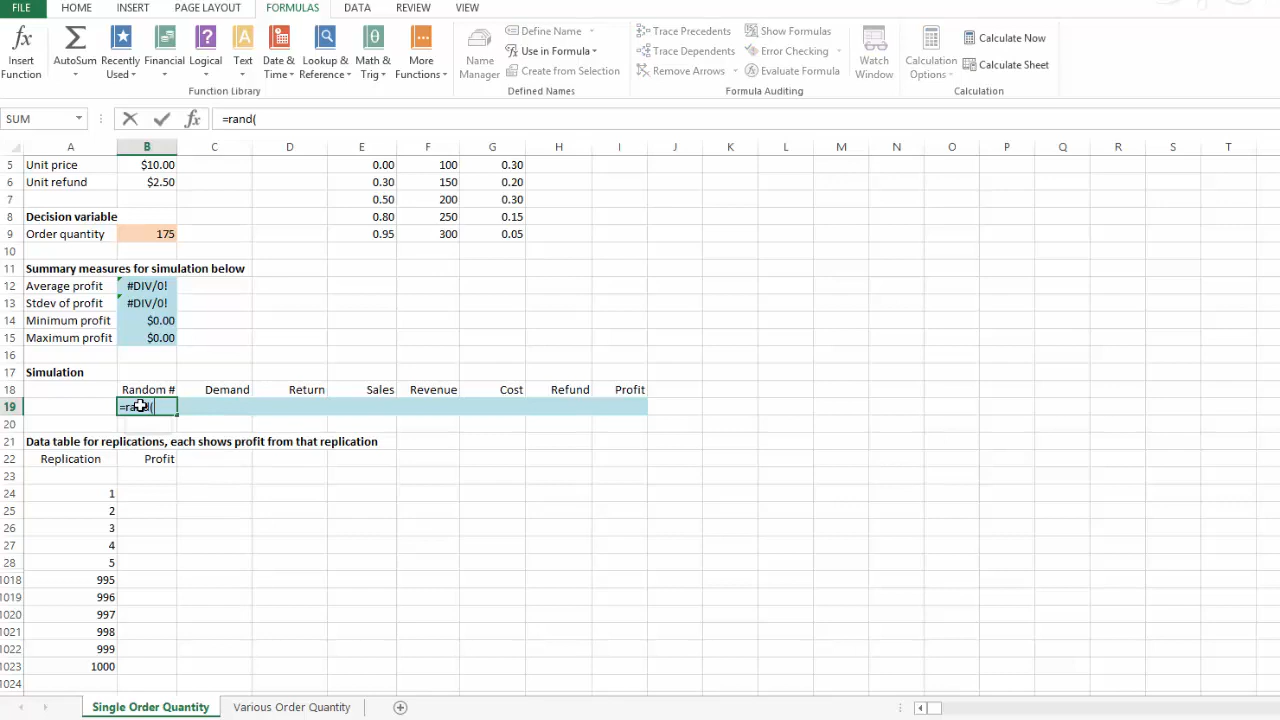 FILE HOME INSERT PAGE LAYOUT FORMULAS DATA REVIEW VIEW
fx Insert Function
Σ AutoSum
Recently Used
Financial
? Logical
A Text
Date & Time
Lookup & Reference
θ Math & Trig
More Functions
Function Library
Name Manager
Define Name
Use in Formula
Create from Selection
Defined Names
Trace Precedents
Trace Dependents
Remove Arrows
Show Formulas
Error Checking
Evaluate Formula
Formula Auditing
Watch Window
Calculation Options
Calculate Now
Calculate Sheet
Calculation
SUM fx =rand(
A B C D E F G H I J K L M N O P Q R S T
5 Unit price $10.00 0.00 100 0.30
6 Unit refund $2.50 0.30 150 0.20
7 0.50 200 0.30
8 Decision variable 0.80 250 0.15
9 Order quantity 175 0.95 300 0.05
10
11 Summary measures for simulation below
12 Average profit #DIV/0!
13 Stdev of profit #DIV/0!
14 Minimum profit $0.00
15 Maximum profit $0.00
16
17 Simulation
18 Random # Demand Return Sales Revenue Cost Refund Profit
19 =rand(
20
21 Data table for replications, each shows profit from that replication
22 Replication Profit
23
24 1
25 2
26 3
27 4
28 5
1018 995
1019 996
1020 997
1021 998
1022 999
1023 1000
1024
Single Order Quantity Various Order Quantity